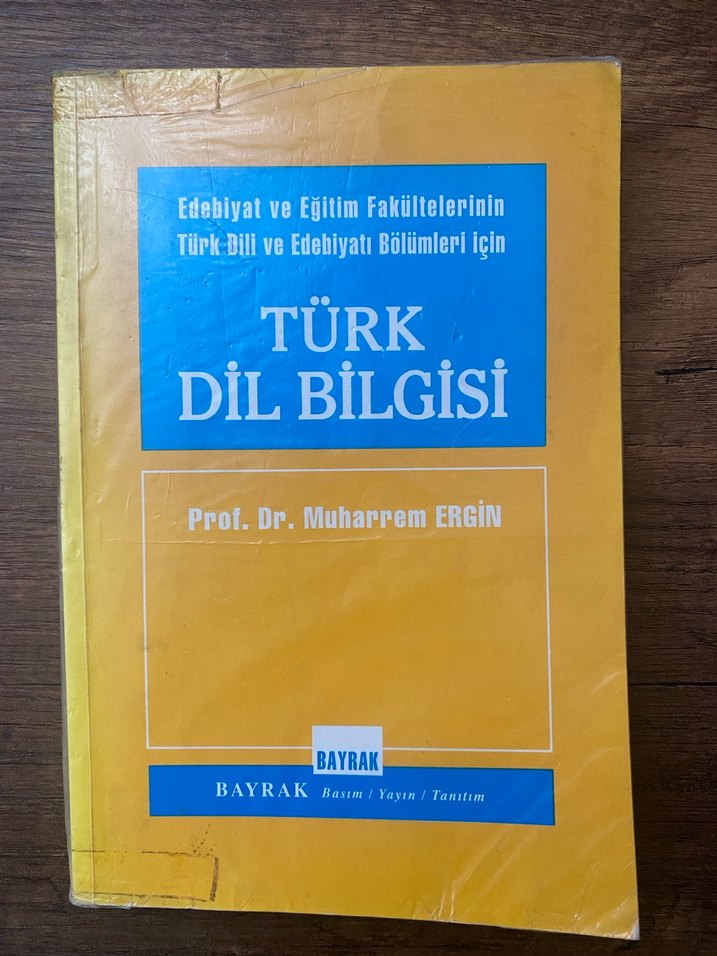 Edebiyat ve Eğitim Fakültelerinin
Türk Dili ve Edebiyatı Bölümleri için
TÜRK
DİL BİLGİSİ
Prof. Dr. Muharrem ERGİN
BAYRAK
BAYRAK Basım / Yayın / Tanıtım